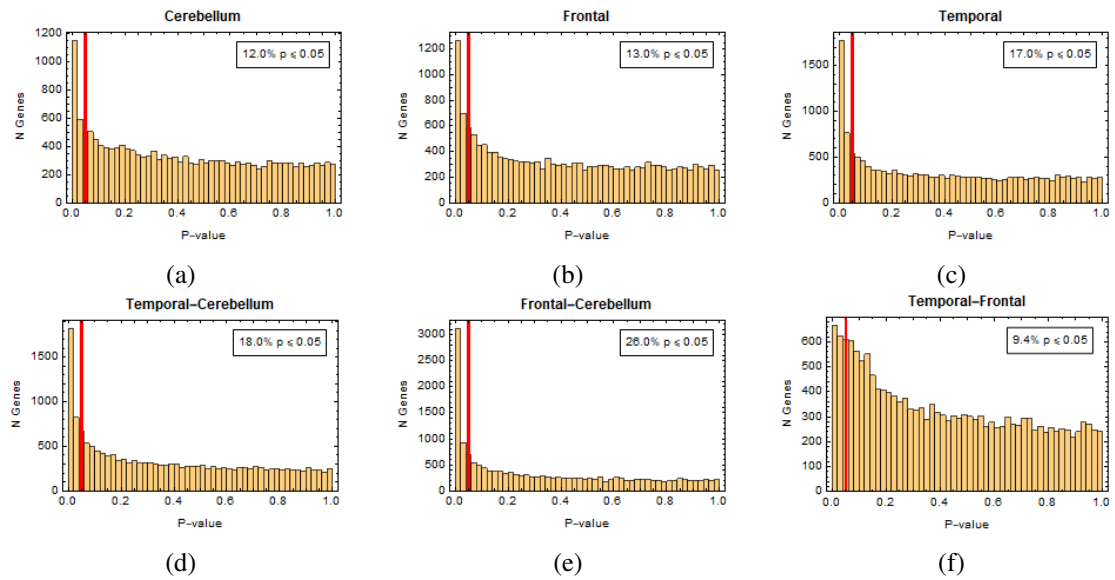 Cerebellum
N Genes
1200
1000
800
600
400
200
0
12.0% p ⩽ 0.05
0.0 0.2 0.4 0.6 0.8 1.0
P-value
(a)
Frontal
N Genes
1200
1000
800
600
400
200
0
13.0% p ⩽ 0.05
0.0 0.2 0.4 0.6 0.8 1.0
P-value
(b)
Temporal
N Genes
1500
1000
500
0
17.0% p ⩽ 0.05
0.0 0.2 0.4 0.6 0.8 1.0
P-value
(c)
Temporal-Cerebellum
N Genes
1500
1000
500
0
18.0% p ⩽ 0.05
0.0 0.2 0.4 0.6 0.8 1.0
P-value
(d)
Frontal-Cerebellum
N Genes
3000
2500
2000
1500
1000
500
0
26.0% p ⩽ 0.05
0.0 0.2 0.4 0.6 0.8 1.0
P-value
(e)
Temporal-Frontal
N Genes
600
500
400
300
200
100
0
9.4% p ⩽ 0.05
0.0 0.2 0.4 0.6 0.8 1.0
P-value
(f)